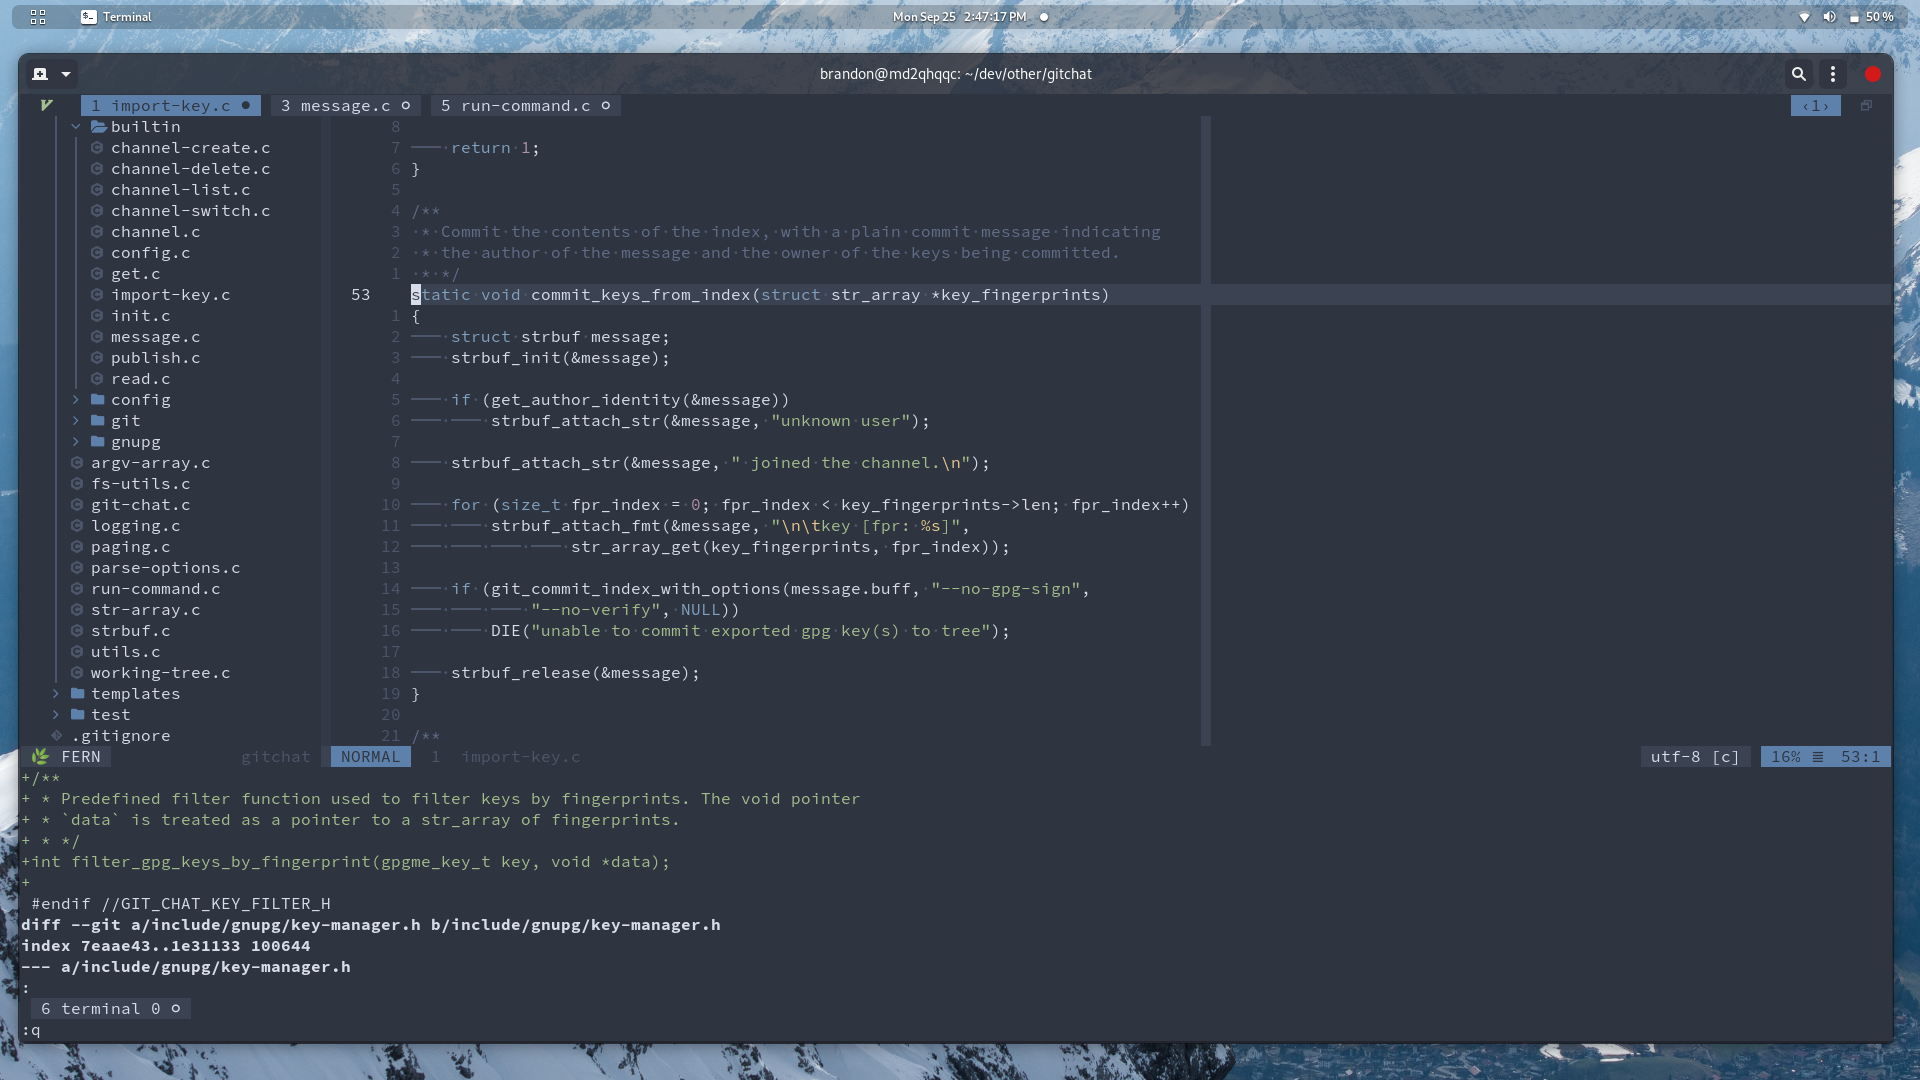 Terminal
Mon Sep 25 2:47:17 PM
50 %
brandon@md2qhqqc: ~/dev/other/gitchat
1 import-key.c
3 message.c
5 run-command.c
‹1›
builtin
channel-create.c
channel-delete.c
channel-list.c
channel-switch.c
channel.c
config.c
get.c
import-key.c
init.c
message.c
publish.c
read.c
config
git
gnupg
argv-array.c
fs-utils.c
git-chat.c
logging.c
paging.c
parse-options.c
run-command.c
str-array.c
strbuf.c
utils.c
working-tree.c
templates
test
.gitignore
8
7 return 1;
6 }
5
4 /**
3 * Commit the contents of the index, with a plain commit message indicating
2 * the author of the message and the owner of the keys being committed.
1 * */
53 static void commit_keys_from_index(struct str_array *key_fingerprints)
1 {
2 struct strbuf message;
3 strbuf_init(&message);
4
5 if (get_author_identity(&message))
6 strbuf_attach_str(&message, "unknown user");
7
8 strbuf_attach_str(&message, " joined the channel.\n");
9
10 for (size_t fpr_index = 0; fpr_index < key_fingerprints->len; fpr_index++)
11 strbuf_attach_fmt(&message, "\n\tkey [fpr: %s]",
12 str_array_get(key_fingerprints, fpr_index));
13
14 if (git_commit_index_with_options(message.buff, "--no-gpg-sign",
15 "--no-verify", NULL))
16 DIE("unable to commit exported gpg key(s) to tree");
17
18 strbuf_release(&message);
19 }
20
21 /**
FERN gitchat NORMAL 1 import-key.c utf-8 [c] 16% 53:1
+/**
+ * Predefined filter function used to filter keys by fingerprints. The void pointer
+ * `data` is treated as a pointer to a str_array of fingerprints.
+ * */
+int filter_gpg_keys_by_fingerprint(gpgme_key_t key, void *data);
+
#endif //GIT_CHAT_KEY_FILTER_H
diff --git a/include/gnupg/key-manager.h b/include/gnupg/key-manager.h
index 7eaae43..1e31133 100644
--- a/include/gnupg/key-manager.h
:
6 terminal 0
:q